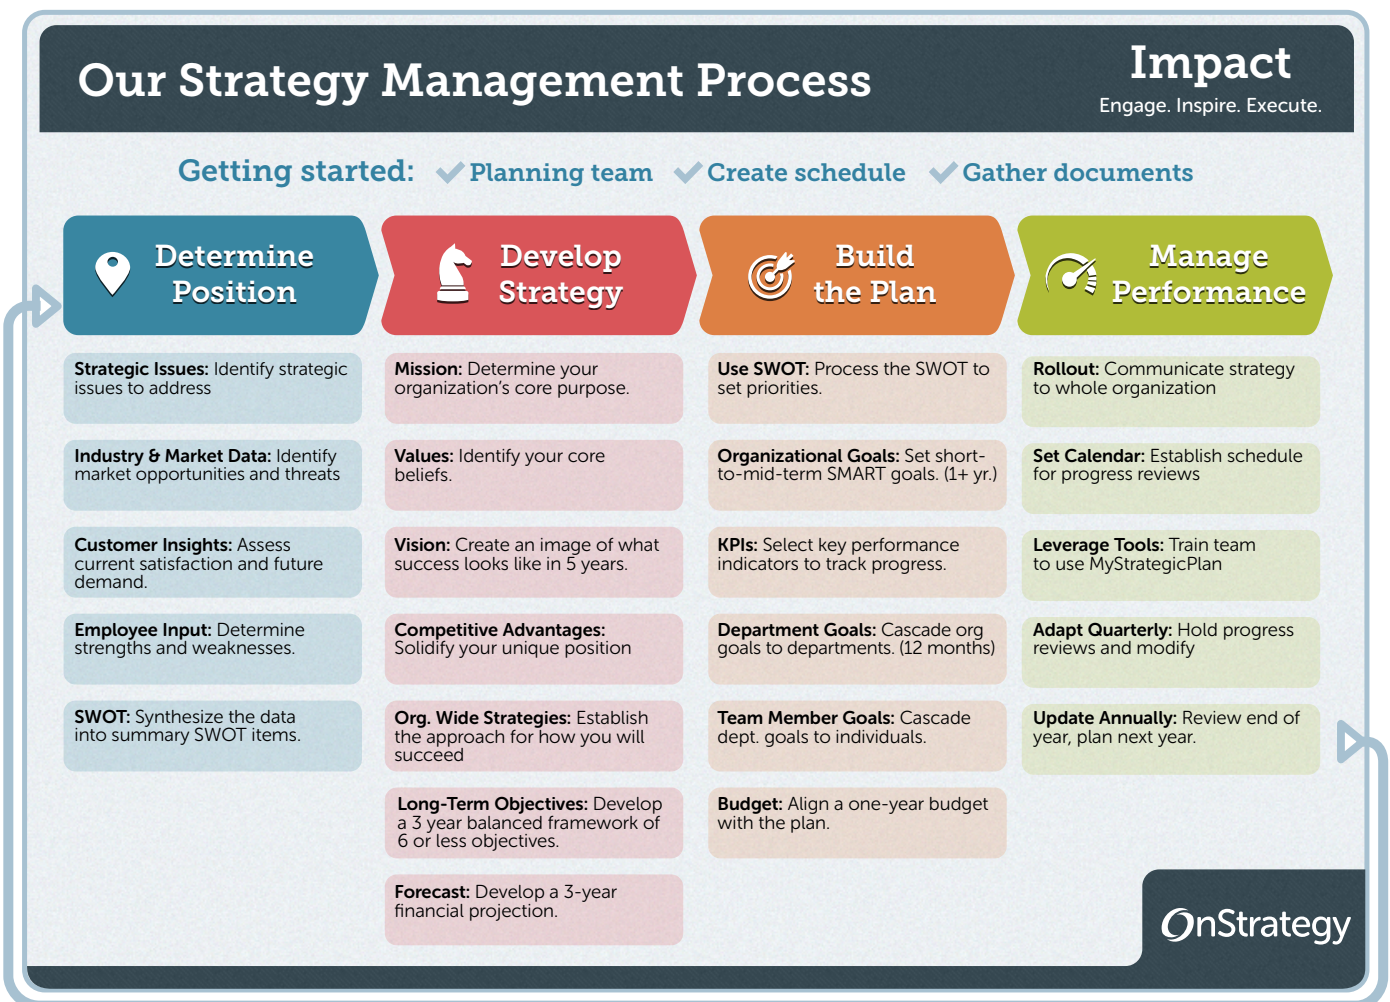 Our Strategy Management Process
Impact
Engage. Inspire. Execute.
Getting started: Planning team Create schedule Gather documents
Determine
Position
Strategic Issues: Identify strategic
issues to address
Industry & Market Data: Identify
market opportunities and threats
Customer Insights: Assess
current satisfaction and future
demand.
Employee Input: Determine
strengths and weaknesses.
SWOT: Synthesize the data
into summary SWOT items.
Develop
Strategy
Mission: Determine your
organization's core purpose.
Values: Identify your core
beliefs.
Vision: Create an image of what
success looks like in 5 years.
Competitive Advantages:
Solidify your unique position
Org. Wide Strategies: Establish
the approach for how you will
succeed
Long-Term Objectives: Develop
a 3 year balanced framework of
6 or less objectives.
Forecast: Develop a 3-year
financial projection.
Build
the Plan
Use SWOT: Process the SWOT to
set priorities.
Organizational Goals: Set short-
to-mid-term SMART goals. (1+ yr.)
KPIs: Select key performance
indicators to track progress.
Department Goals: Cascade org
goals to departments. (12 months)
Team Member Goals: Cascade
dept. goals to individuals.
Budget: Align a one-year budget
with the plan.
Manage
Performance
Rollout: Communicate strategy
to whole organization
Set Calendar: Establish schedule
for progress reviews
Leverage Tools: Train team
to use MyStrategicPlan
Adapt Quarterly: Hold progress
reviews and modify
Update Annually: Review end of
year, plan next year.
OnStrategy